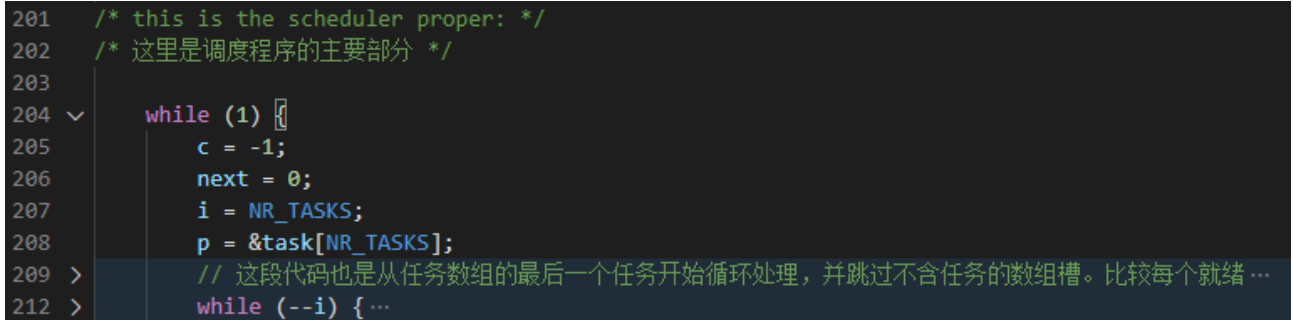 201 /* this is the scheduler proper: */
202 /* 这里是调度程序的主要部分 */
203
204 while (1) {
205 c = -1;
206 next = 0;
207 i = NR_TASKS;
208 p = &task[NR_TASKS];
209 // 这段代码也是从任务数组的最后一个任务开始循环处理，并跳过不含任务的数组槽。比较每个就绪…
212 while (--i) {…